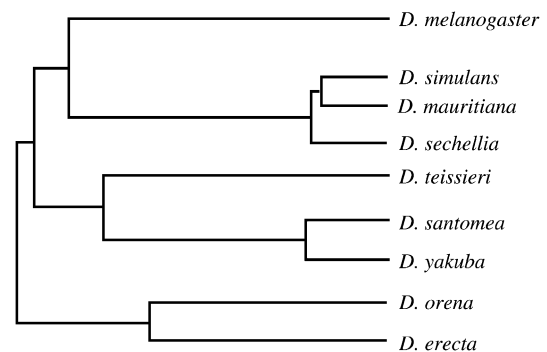 D. melanogaster
D. simulans
D. mauritiana
D. sechellia
D. teissieri
D. santomea
D. yakuba
D. orena
D. erecta